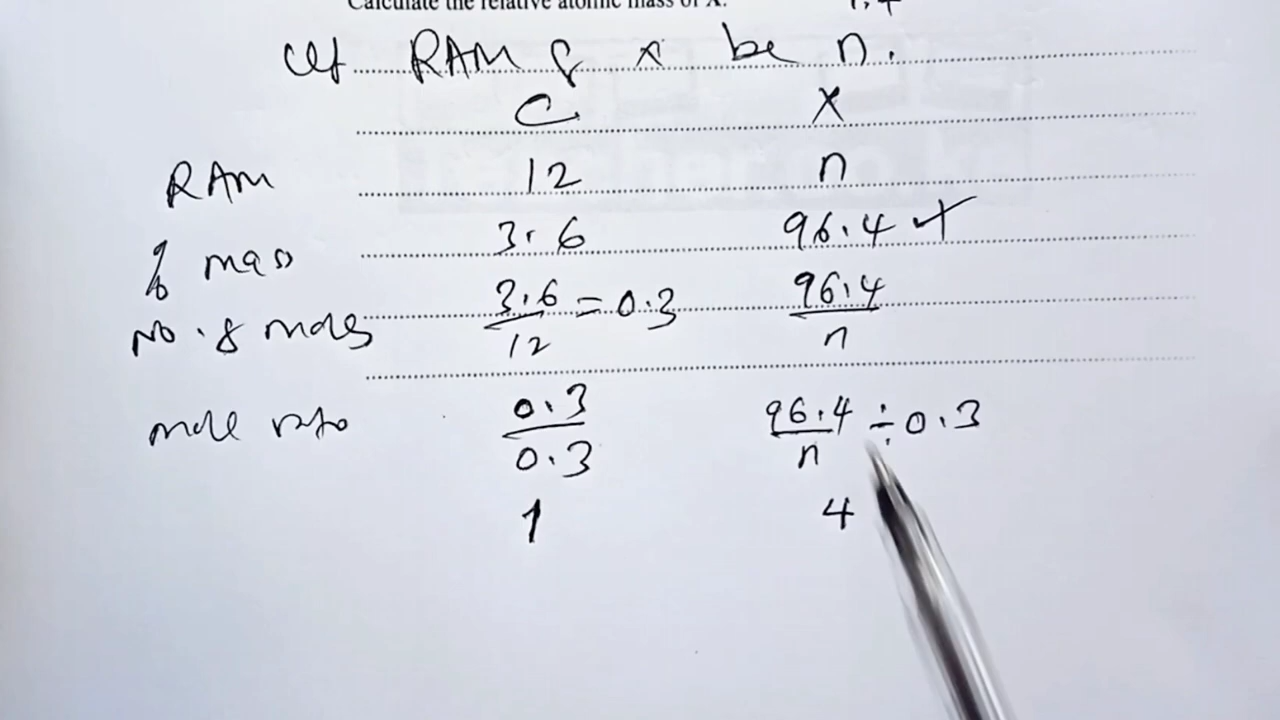 Calculate the relative atomic mass of X. 1:4
let RAM of x be n.
C X
RAM 12 n
% mass 3.6 96.4
No. of moles 3.6/12 = 0.3 96.4/n
mole ratio 0.3/0.3 96.4/n ÷ 0.3
1 4